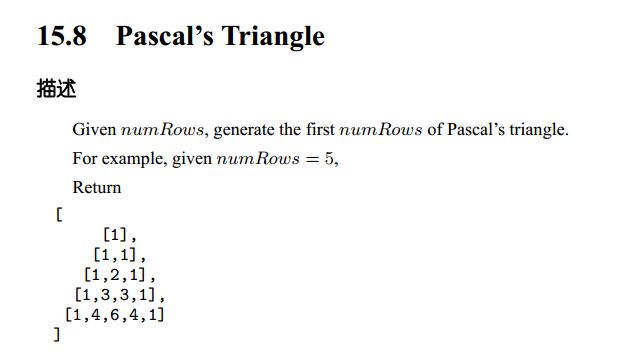 15.8 Pascal’s Triangle
描述
Given numRows, generate the first numRows of Pascal’s triangle.
For example, given numRows = 5,
Return
[
[1],
[1,1],
[1,2,1],
[1,3,3,1],
[1,4,6,4,1]
]